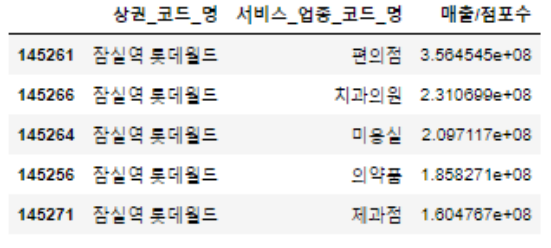 상권_코드_명 서비스_업종_코드_명 매출/점포수
145261 잠실역 롯데월드 편의점 3.564545e+08
145266 잠실역 롯데월드 치과의원 2.310699e+08
145264 잠실역 롯데월드 미용실 2.097117e+08
145256 잠실역 롯데월드 의약품 1.858271e+08
145271 잠실역 롯데월드 제과점 1.604767e+08